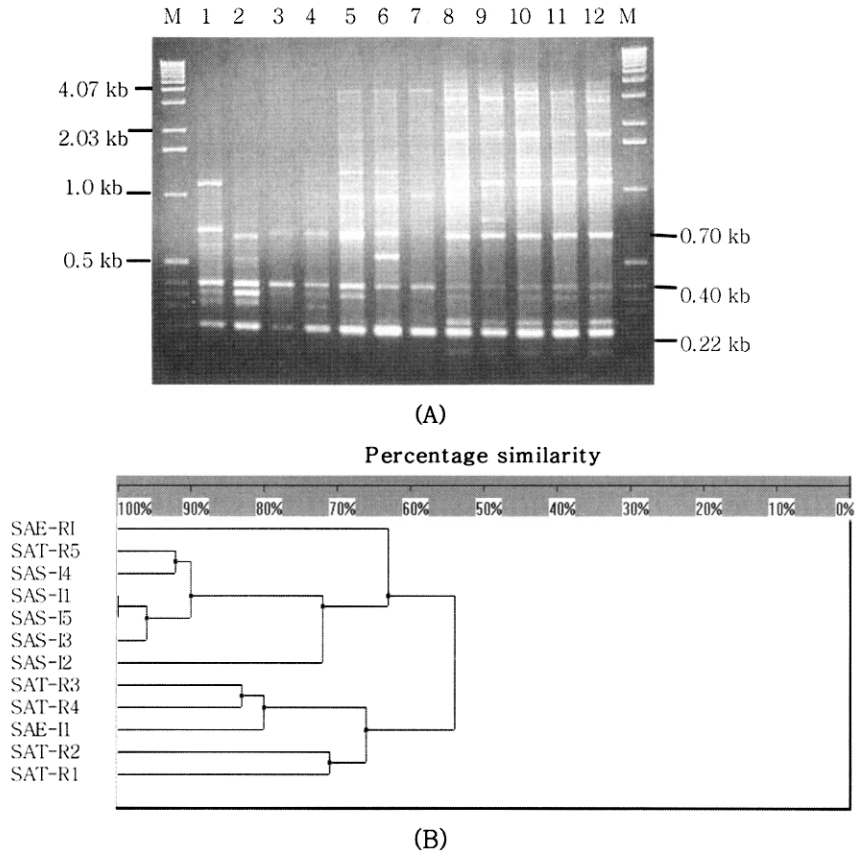 M 1 2 3 4 5 6 7 8 9 10 11 12 M
4.07 kb
2.03 kb
1.0 kb
0.5 kb
0.70 kb
0.40 kb
0.22 kb
(A)
Percentage similarity
100% 90% 80% 70% 60% 50% 40% 30% 20% 10% 0%
SAE-RI
SAT-R5
SAS-I4
SAS-I1
SAS-I5
SAS-I3
SAS-I2
SAT-R3
SAT-R4
SAE-I1
SAT-R2
SAT-R1
(B)